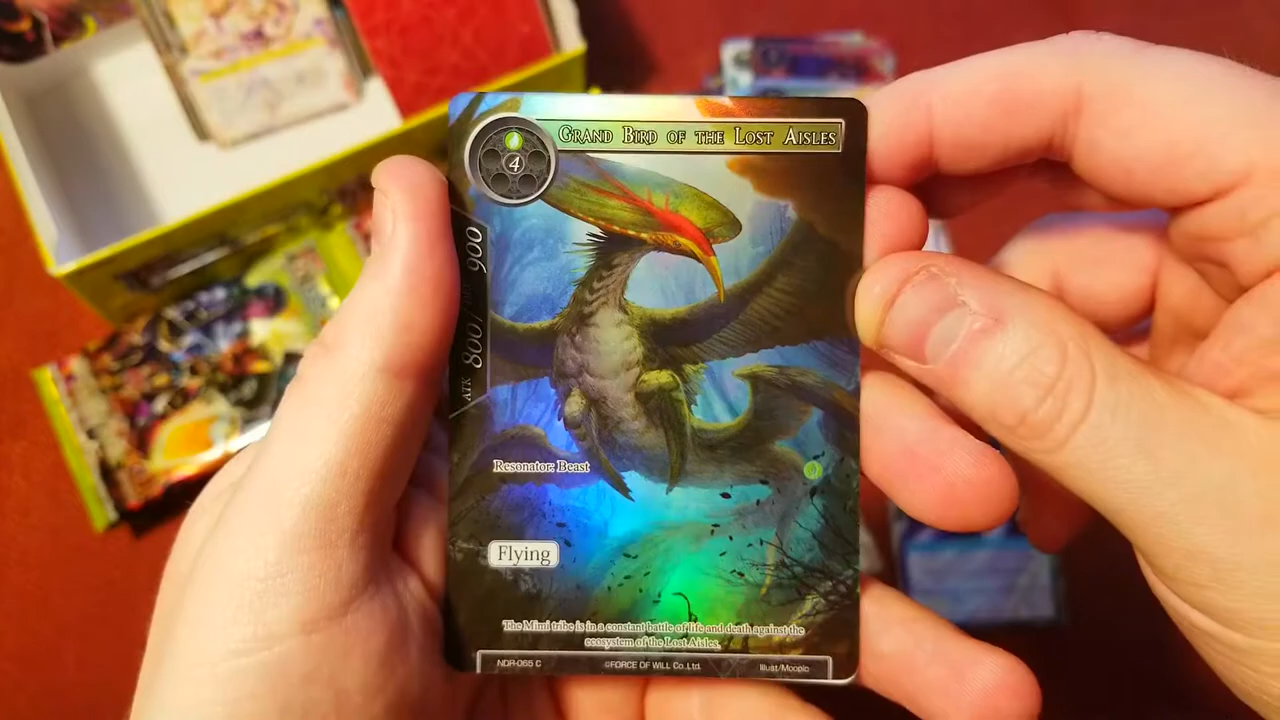 GRAND BIRD OF THE LOST AISLES
4
ATK 800 / DEF 900
Resonator: Beast
Flying
The Mimi tribe is in a constant battle of life and death against the
ecosystem of the Lost Aisles.
NDR-065 C ©FORCE OF WILL Co.,Ltd. Illust/Moopic